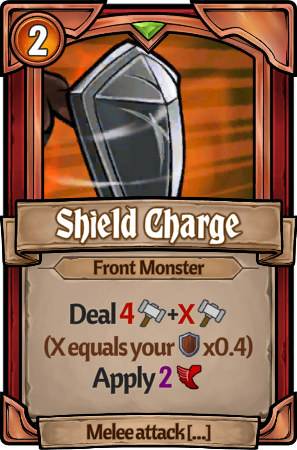 2
Shield Charge
Front Monster
Deal 4 +X
(X equals your x0.4)
Apply 2
Melee attack [...]